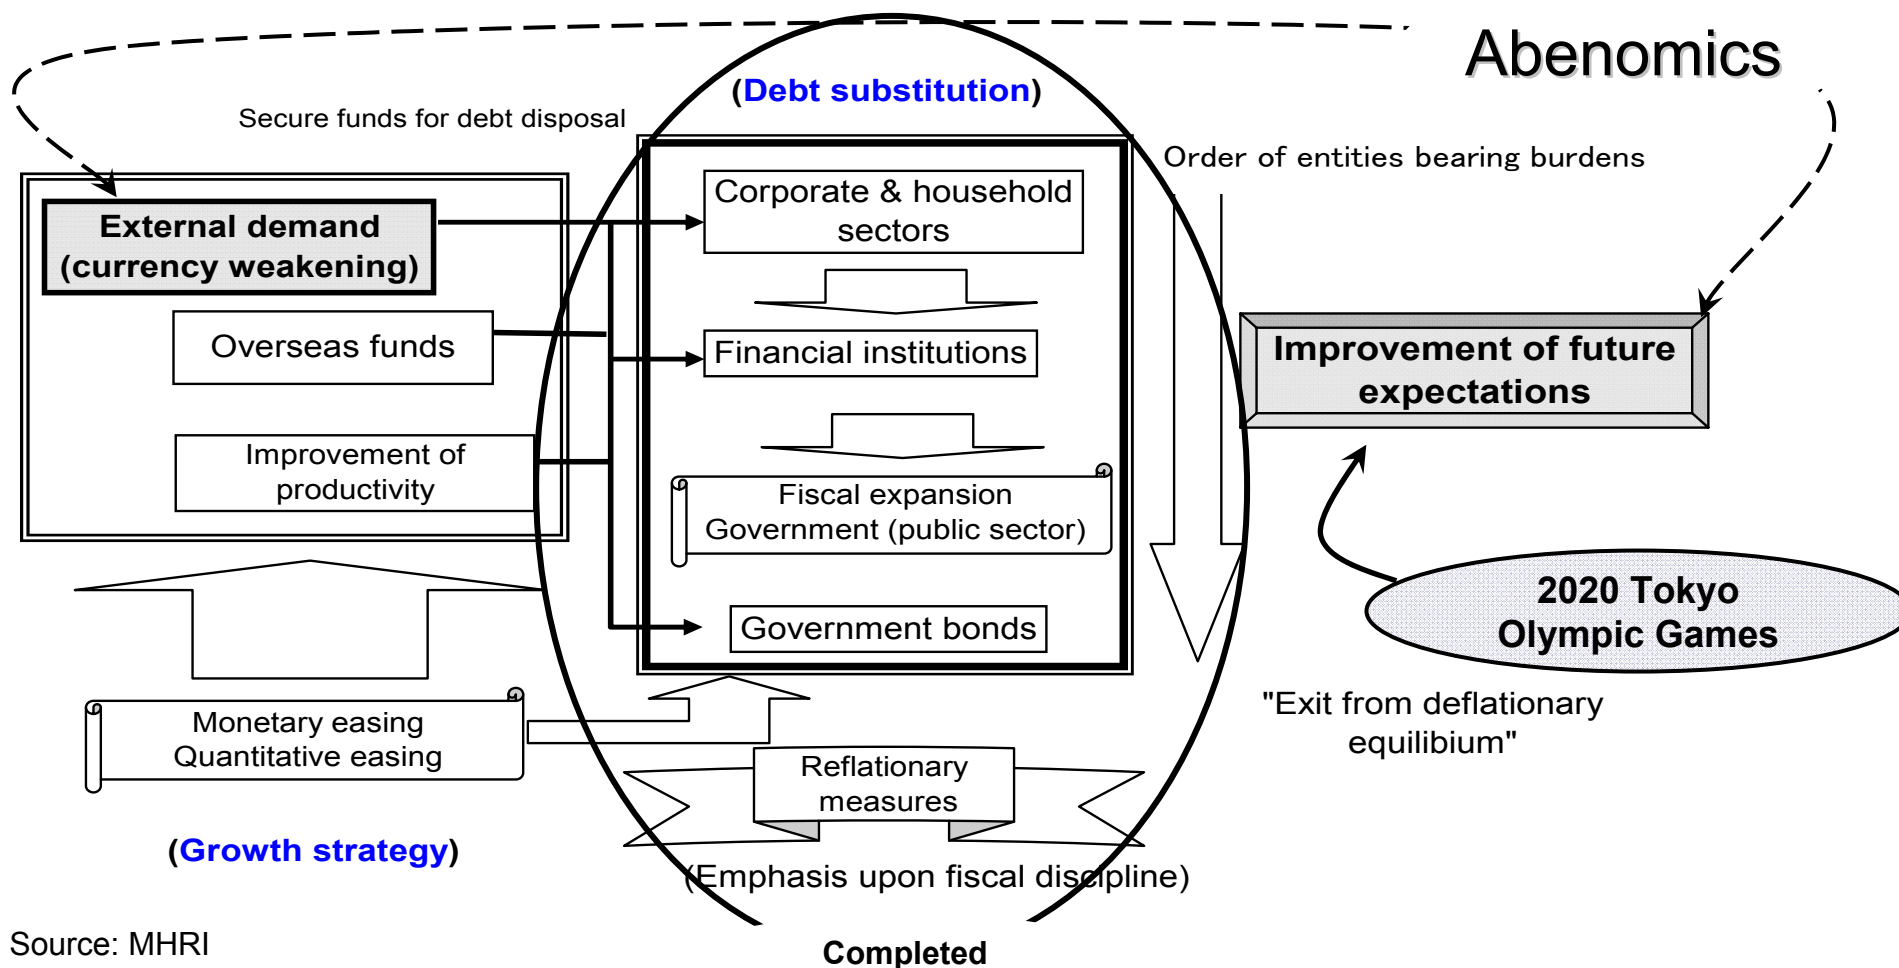 Abenomics
(Debt substitution)
Secure funds for debt disposal
Order of entities bearing burdens
External demand
(currency weakening)
Overseas funds
Improvement of
productivity
Corporate & household
sectors
Financial institutions
Fiscal expansion
Government (public sector)
Government bonds
Improvement of future
expectations
2020 Tokyo
Olympic Games
"Exit from deflationary
equilibium"
Monetary easing
Quantitative easing
Reflationary
measures
(Growth strategy)
(Emphasis upon fiscal discipline)
Source: MHRI
Completed